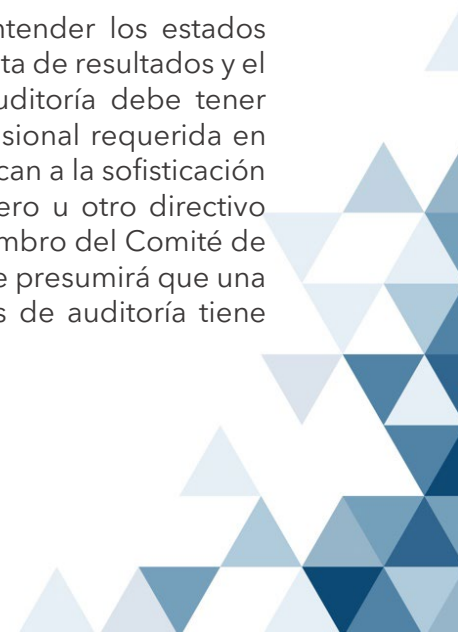 ntender los estados
ta de resultados y el
uditoría debe tener
sional requerida en
can a la sofisticación
ero u otro directivo
mbro del Comité de
e presumirá que una
s de auditoría tiene